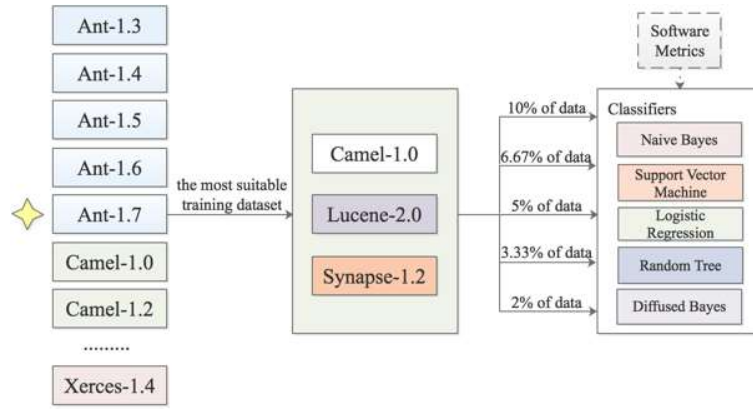 Ant-1.3
Ant-1.4
Ant-1.5
Ant-1.6
Ant-1.7
Camel-1.0
Camel-1.2
.........
Xerces-1.4
the most suitable
training dataset
Camel-1.0
Lucene-2.0
Synapse-1.2
10% of data
6.67% of data
5% of data
3.33% of data
2% of data
Software
Metrics
Classifiers
Naive Bayes
Support Vector
Machine
Logistic
Regression
Random Tree
Diffused Bayes